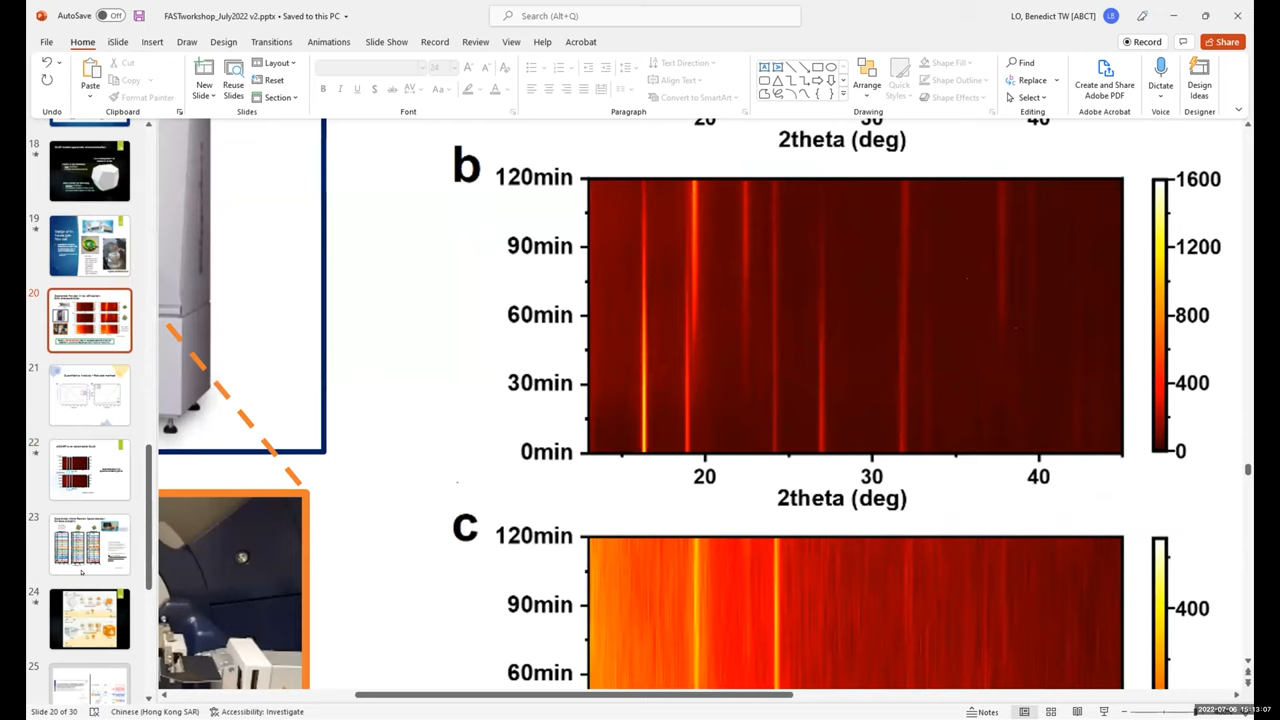 AutoSave Off FASTworkshop_July2022 v2.pptx • Saved to this PC Search (Alt+Q) LO, Benedict TW [ABCT] LB
File Home iSlide Insert Draw Design Transitions Animations Slide Show Record Review View Help Acrobat Record Share
Cut
Copy
Format Painter
Paste
New Slide
Reuse Slides
Layout
Reset
Section
24
Text Direction
Align Text
Convert to SmartArt
Arrange
Quick Styles
Shape Fill
Shape Outline
Shape Effects
Find
Replace
Select
Create and Share Adobe PDF
Dictate
Design Ideas
Undo Clipboard Slides Font Paragraph Drawing Editing Adobe Acrobat Voice Designer
18
19
20
21
22
23
24
25
20 30 40
2theta (deg)
b
120min
90min
60min
30min
0min
20 30 40
2theta (deg)
1600
1200
800
400
0
c
120min
90min
60min
400
Slide 20 of 30 Chinese (Hong Kong SAR) Accessibility: Investigate Notes
2022-07-06 15:13:07